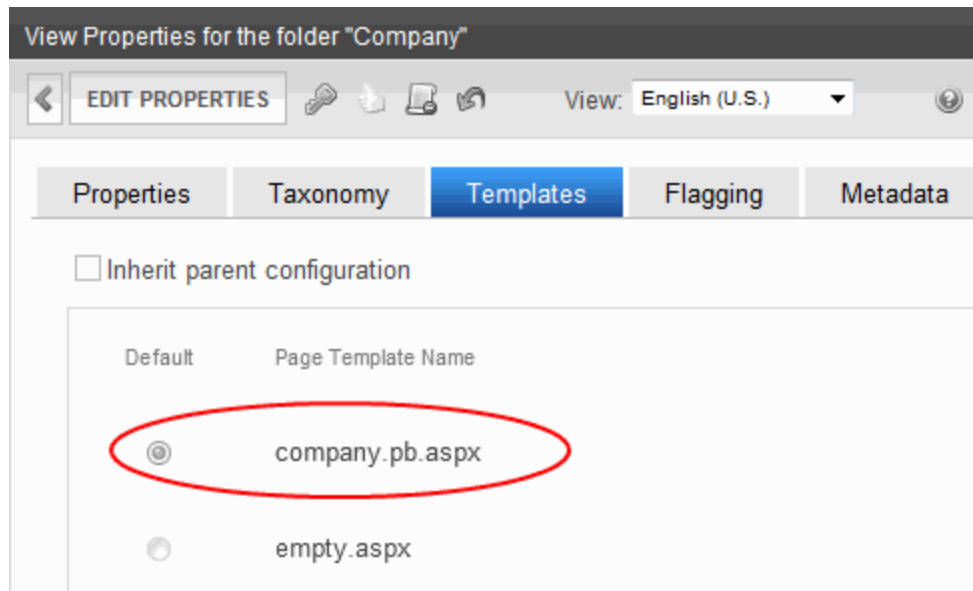 View Properties for the folder "Company"
EDIT PROPERTIES View: English (U.S.)
Properties Taxonomy Templates Flagging Metadata
Inherit parent configuration
Default Page Template Name
company.pb.aspx
empty.aspx